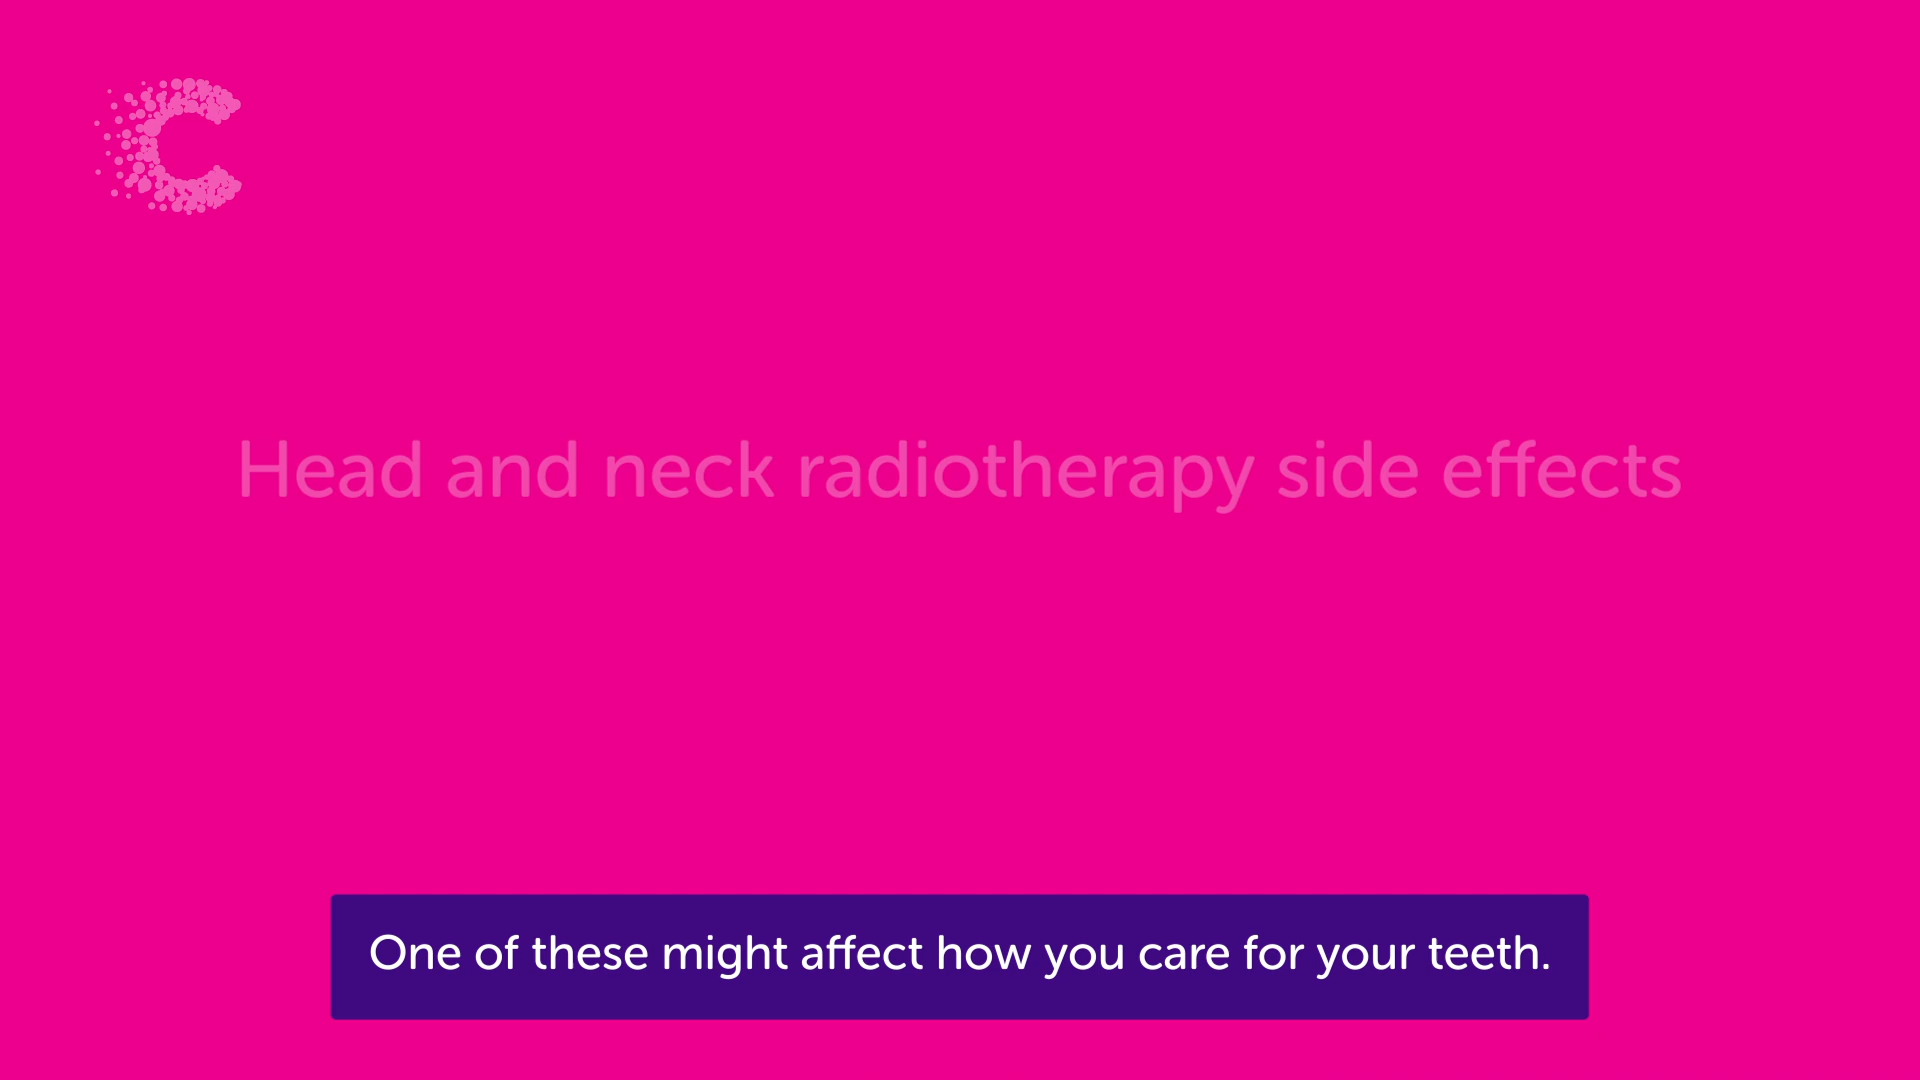 Head and neck radiotherapy side effects
One of these might affect how you care for your teeth.